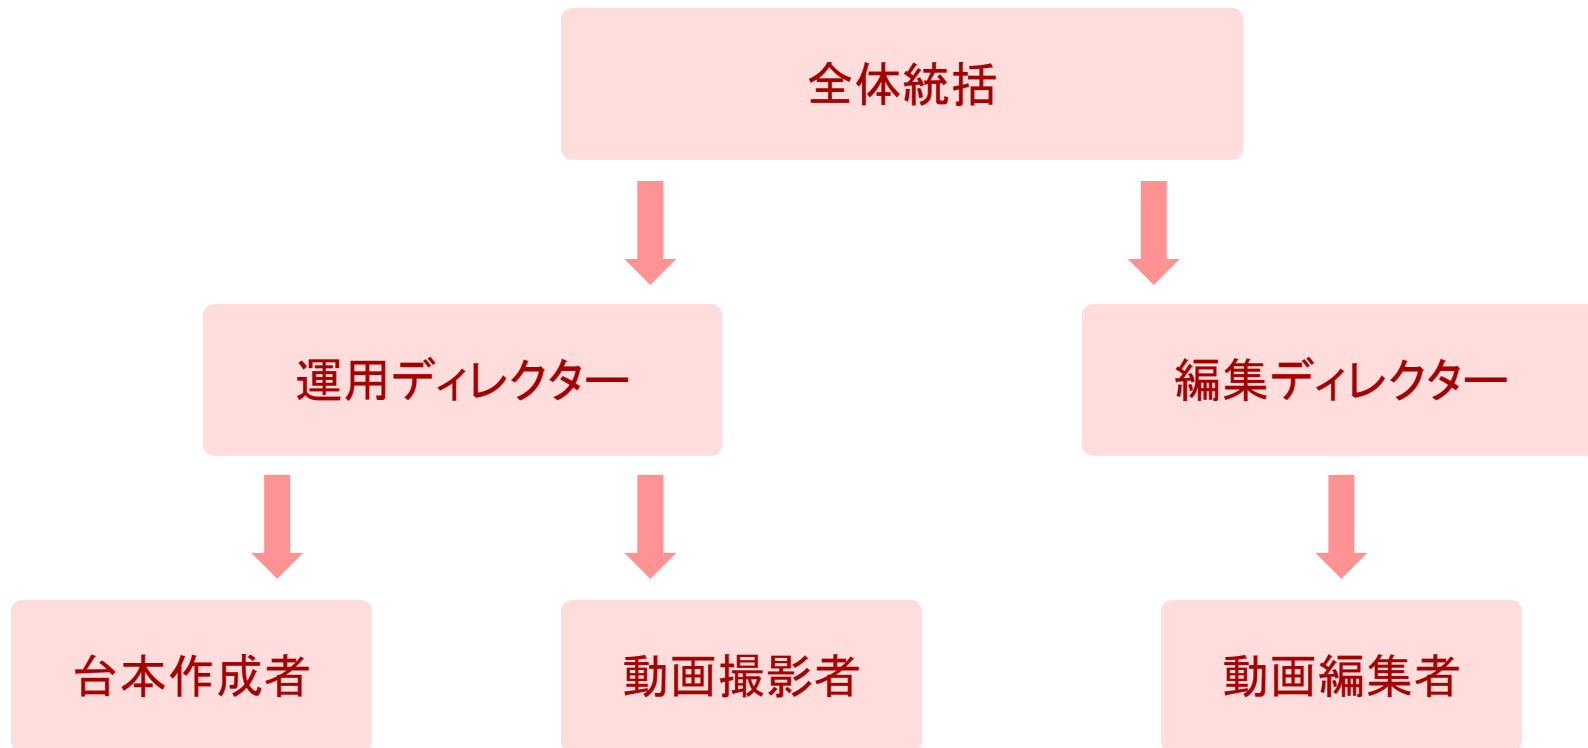 全体統括
運用ディレクター
編集ディレクター
台本作成者
動画撮影者
動画編集者